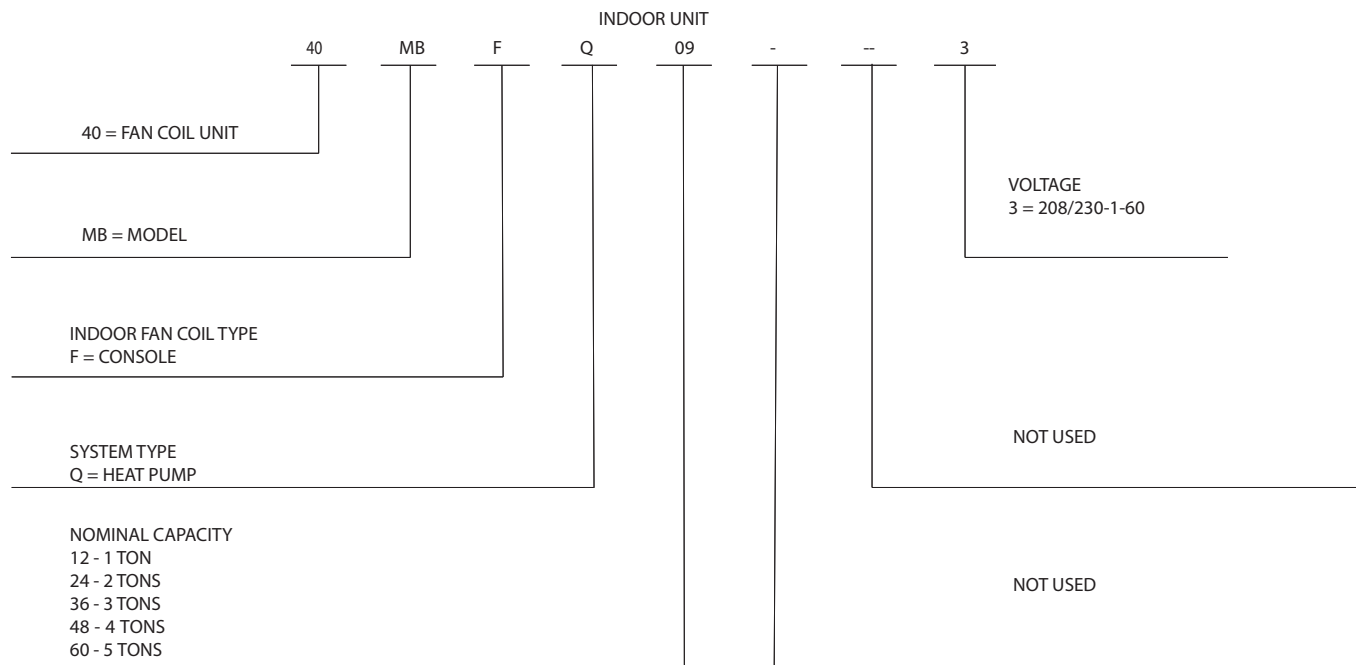 INDOOR UNIT
40 MB F Q 09 - -- 3
40 = FAN COIL UNIT
VOLTAGE
3 = 208/230-1-60
MB = MODEL
INDOOR FAN COIL TYPE
F = CONSOLE
NOT USED
SYSTEM TYPE
Q = HEAT PUMP
NOMINAL CAPACITY
12 - 1 TON
24 - 2 TONS
36 - 3 TONS
48 - 4 TONS
60 - 5 TONS
NOT USED